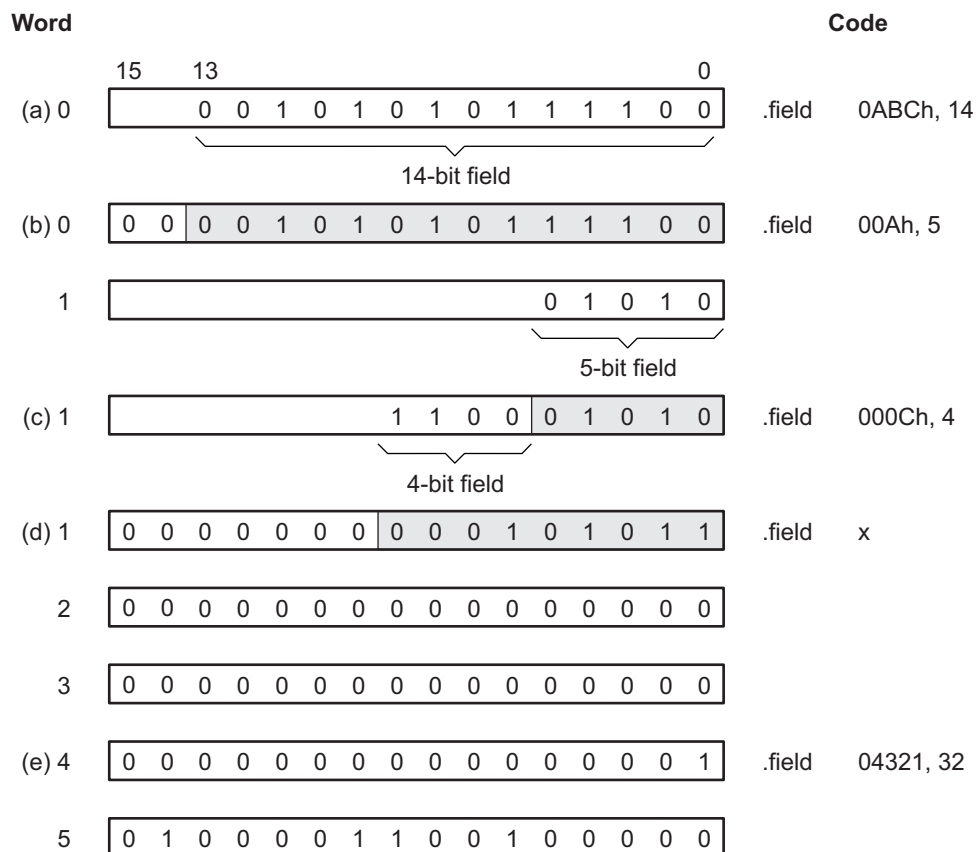 Word Code
15 13 0
(a) 0 0 0 1 0 1 0 1 0 1 1 1 1 0 0 .field 0ABCh, 14
14-bit field
(b) 0 0 0 0 0 1 0 1 0 1 0 1 1 1 1 0 0 .field 00Ah, 5
1 0 1 0 1 0
5-bit field
(c) 1 1 1 0 0 0 1 0 1 0 .field 000Ch, 4
4-bit field
(d) 1 0 0 0 0 0 0 0 0 0 0 1 0 1 0 1 1 .field x
2 0 0 0 0 0 0 0 0 0 0 0 0 0 0 0 0
3 0 0 0 0 0 0 0 0 0 0 0 0 0 0 0 0
(e) 4 0 0 0 0 0 0 0 0 0 0 0 0 0 0 0 1 .field 04321, 32
5 0 1 0 0 0 0 1 1 0 0 1 0 0 0 0 0